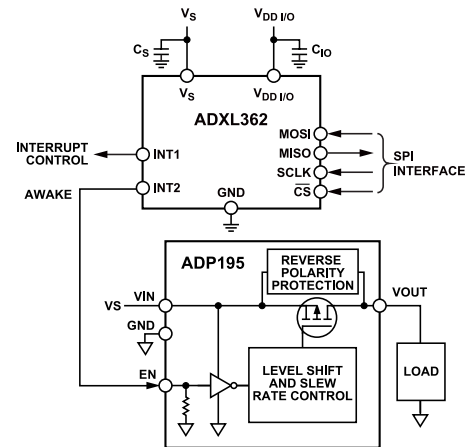 VS
VDD I/O
CS
CIO
VS
VDD I/O
ADXL362
MOSI
MISO
SCLK
CS
SPI
INTERFACE
INTERRUPT
CONTROL
INT1
AWAKE
INT2
GND
ADP195
REVERSE
POLARITY
PROTECTION
VIN
VOUT
VS
GND
EN
LEVEL SHIFT
AND SLEW
RATE CONTROL
LOAD